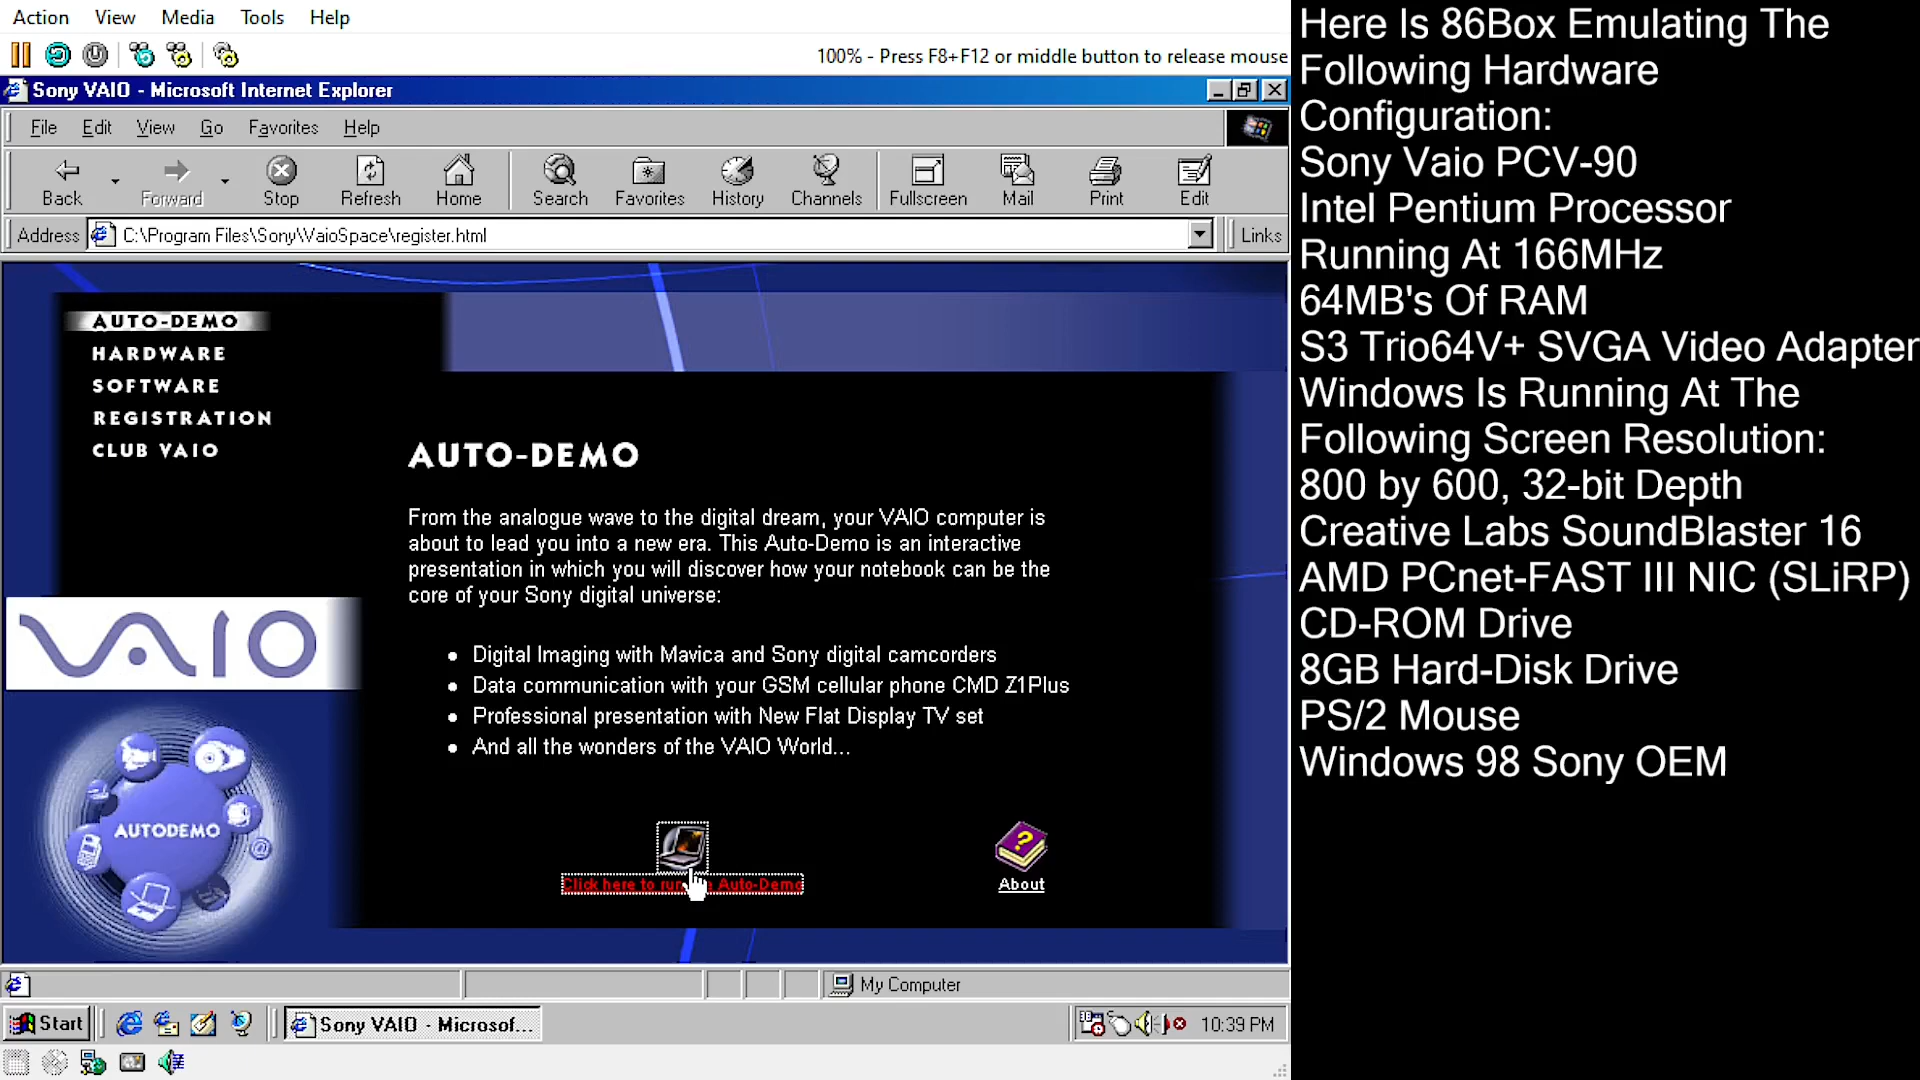 Action View Media Tools Help
100% - Press F8+F12 or middle button to release mouse
Sony VAIO - Microsoft Internet Explorer
File Edit View Go Favorites Help
Back Forward Stop Refresh Home Search Favorites History Channels Fullscreen Mail Print Edit
Address C:\Program Files\Sony\VaioSpace\register.html Links
AUTO-DEMO
HARDWARE
SOFTWARE
REGISTRATION
CLUB VAIO
AUTO-DEMO
From the analogue wave to the digital dream, your VAIO computer is
about to lead you into a new era. This Auto-Demo is an interactive
presentation in which you will discover how your notebook can be the
core of your Sony digital universe:
• Digital Imaging with Mavica and Sony digital camcorders
• Data communication with your GSM cellular phone CMD Z1Plus
• Professional presentation with New Flat Display TV set
• And all the wonders of the VAIO World...
VAIO
AUTODEMO
Click here to run Auto-Demo
About
My Computer
Start Sony VAIO - Microsof... 10:39 PM
Here Is 86Box Emulating The
Following Hardware
Configuration:
Sony Vaio PCV-90
Intel Pentium Processor
Running At 166MHz
64MB's Of RAM
S3 Trio64V+ SVGA Video Adapter
Windows Is Running At The
Following Screen Resolution:
800 by 600, 32-bit Depth
Creative Labs SoundBlaster 16
AMD PCnet-FAST III NIC (SLiRP)
CD-ROM Drive
8GB Hard-Disk Drive
PS/2 Mouse
Windows 98 Sony OEM